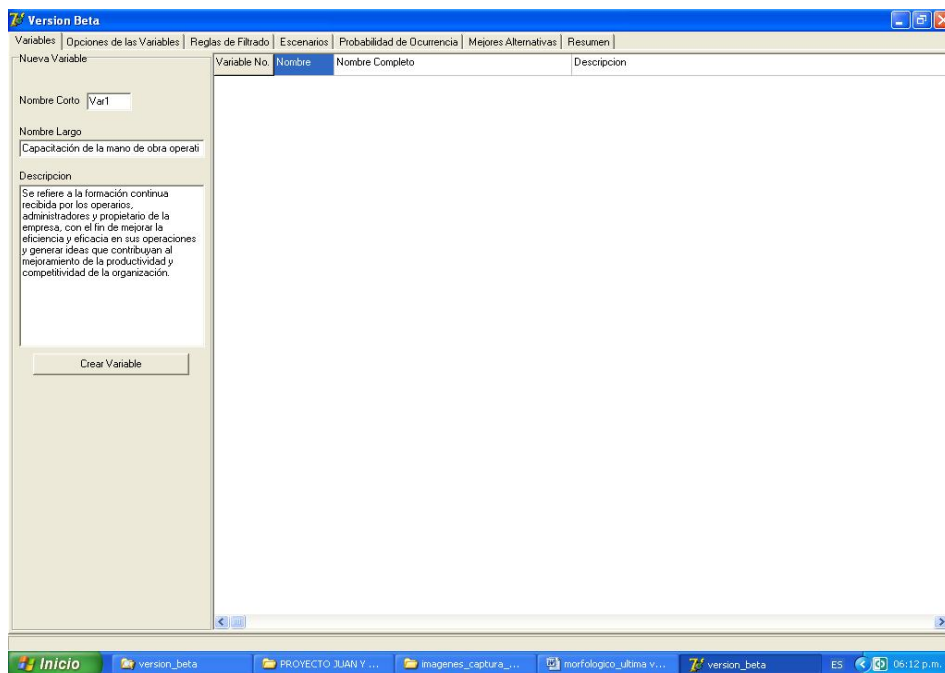 Version Beta
Variables Opciones de las Variables Reglas de Filtrado Escenarios Probabilidad de Ocurrencia Mejores Alternativas Resumen
Nueva Variable
Nombre Corto Var1
Nombre Largo
Capacitación de la mano de obra operati
Descripcion
Se refiere a la formación continua
recibida por los operarios,
administradores y propietario de la
empresa, con el fin de mejorar la
eficiencia y eficacia en sus operaciones
y generar ideas que contribuyan al
mejoramiento de la productividad y
competitividad de la organización.
Crear Variable
Variable No. Nombre Nombre Completo Descripcion
Inicio version_beta PROYECTO JUAN Y ... imagenes_captura_... morfologico_ultima v... version_beta ES 06:12 p.m.